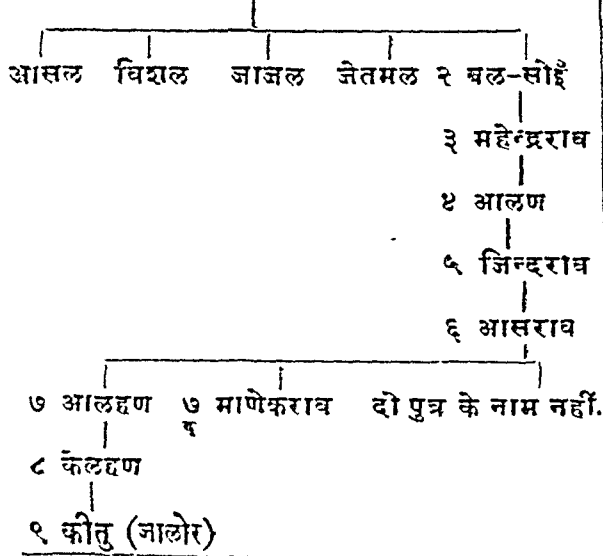 आसल विशल जाजल जेतमल २ बल-सोइँ
३ महेन्द्रराव
४ आलण
५ जिन्दराव
६ आसराव
७ आलहण ७ माणेकराव दो पुत्र के नाम नहीं.
८ केलहण
९ कीतु (जालोर)